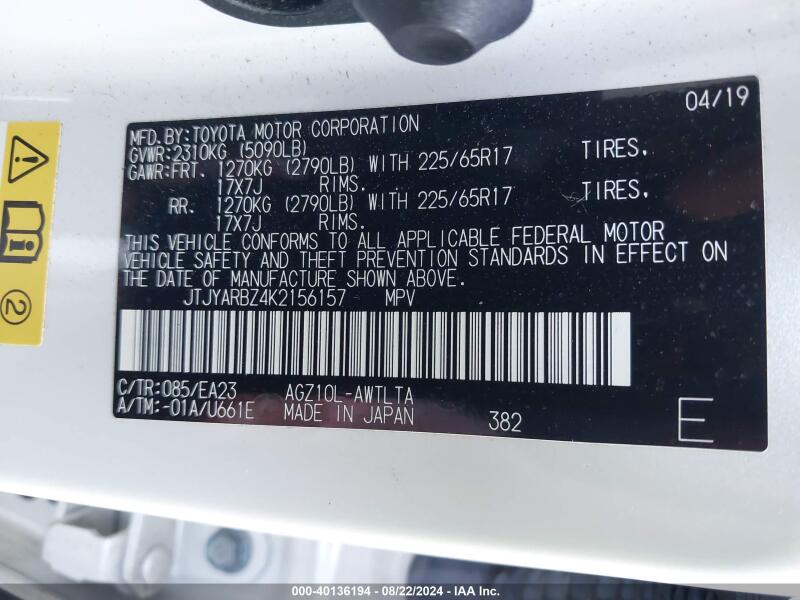 04/19
MFD. BY: TOYOTA MOTOR CORPORATION
GVWR: 2310KG (5090LB)
GAWR: FRT. 1270KG (2790LB) WITH 225/65R17 TIRES.
17X7J RIMS.
RR. 1270KG (2790LB) WITH 225/65R17 TIRES.
17X7J RIMS.
THIS VEHICLE CONFORMS TO ALL APPLICABLE FEDERAL MOTOR
VEHICLE SAFETY AND THEFT PREVENTION STANDARDS IN EFFECT ON
THE DATE OF MANUFACTURE SHOWN ABOVE.
JTJYARBZ4K2156157 MPV
C/TR: 085/EA23 AGZ10L-AWTLTA
A/TM: -01A/U661E MADE IN JAPAN 382 E
2
000-40136194 - 08/22/2024 - IAA Inc.